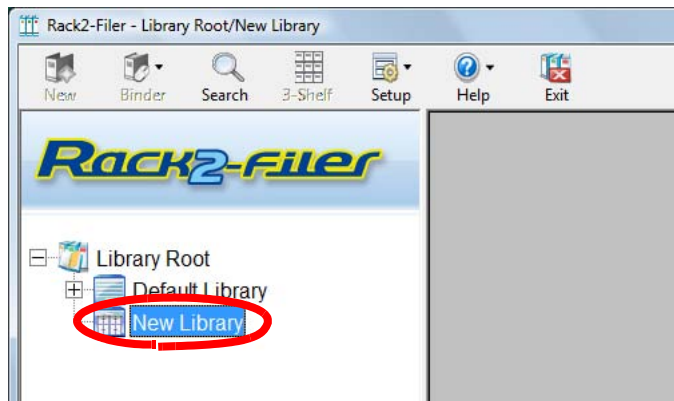 Rack2-Filer - Library Root/New Library
New Binder Search 3-Shelf Setup Help Exit
Rack2-Filer
Library Root
Default Library
New Library